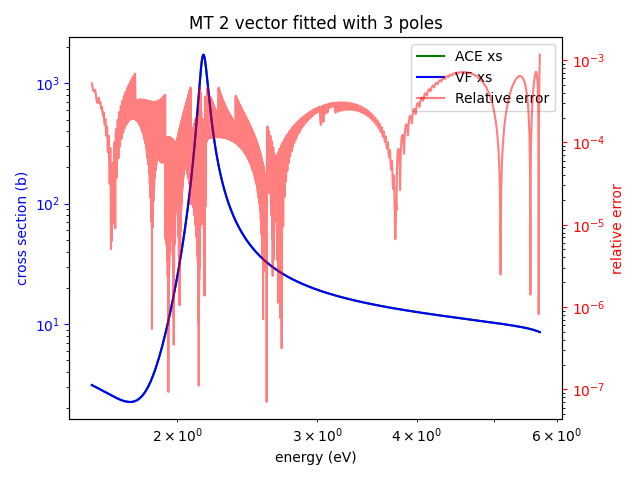 MT 2 vector fitted with 3 poles
ACE xs
VF xs
Relative error
cross section (b)
10³
10²
10¹
relative error
10⁻³
10⁻⁴
10⁻⁵
10⁻⁶
10⁻⁷
2 × 10⁰ 3 × 10⁰ 4 × 10⁰ 6 × 10⁰
energy (eV)